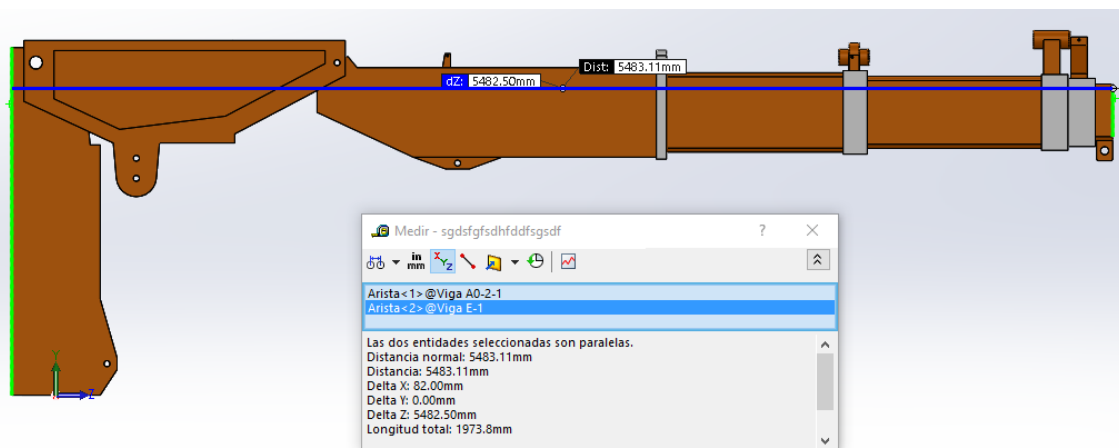 Dist: 5483.11mm
dZ: 5482.50mm
Medir - sgdsfgfsdhfddfsgsdf
?
in
mm
X
Y
Z
Arista<1>@Viga A0-2-1
Arista<2>@Viga E-1
Las dos entidades seleccionadas son paralelas.
Distancia normal: 5483.11mm
Distancia: 5483.11mm
Delta X: 82.00mm
Delta Y: 0.00mm
Delta Z: 5482.50mm
Longitud total: 1973.8mm
Y
Z